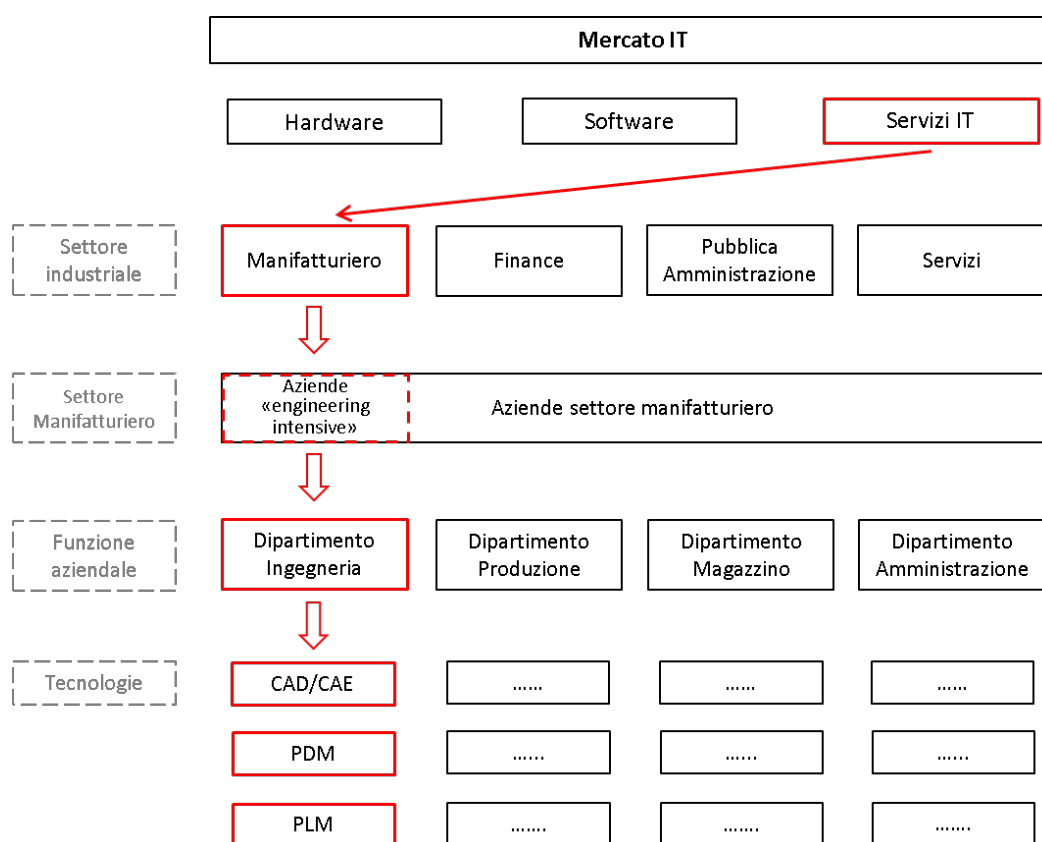 Mercato IT
Hardware
Software
Servizi IT
Settore
industriale
Manifatturiero
Finance
Pubblica
Amministrazione
Servizi
Settore
Manifatturiero
Aziende
«engineering
intensive»
Aziende settore manifatturiero
Funzione
aziendale
Dipartimento
Ingegneria
Dipartimento
Produzione
Dipartimento
Magazzino
Dipartimento
Amministrazione
Tecnologie
CAD/CAE
......
......
......
PDM
......
......
......
PLM
.......
.......
.......